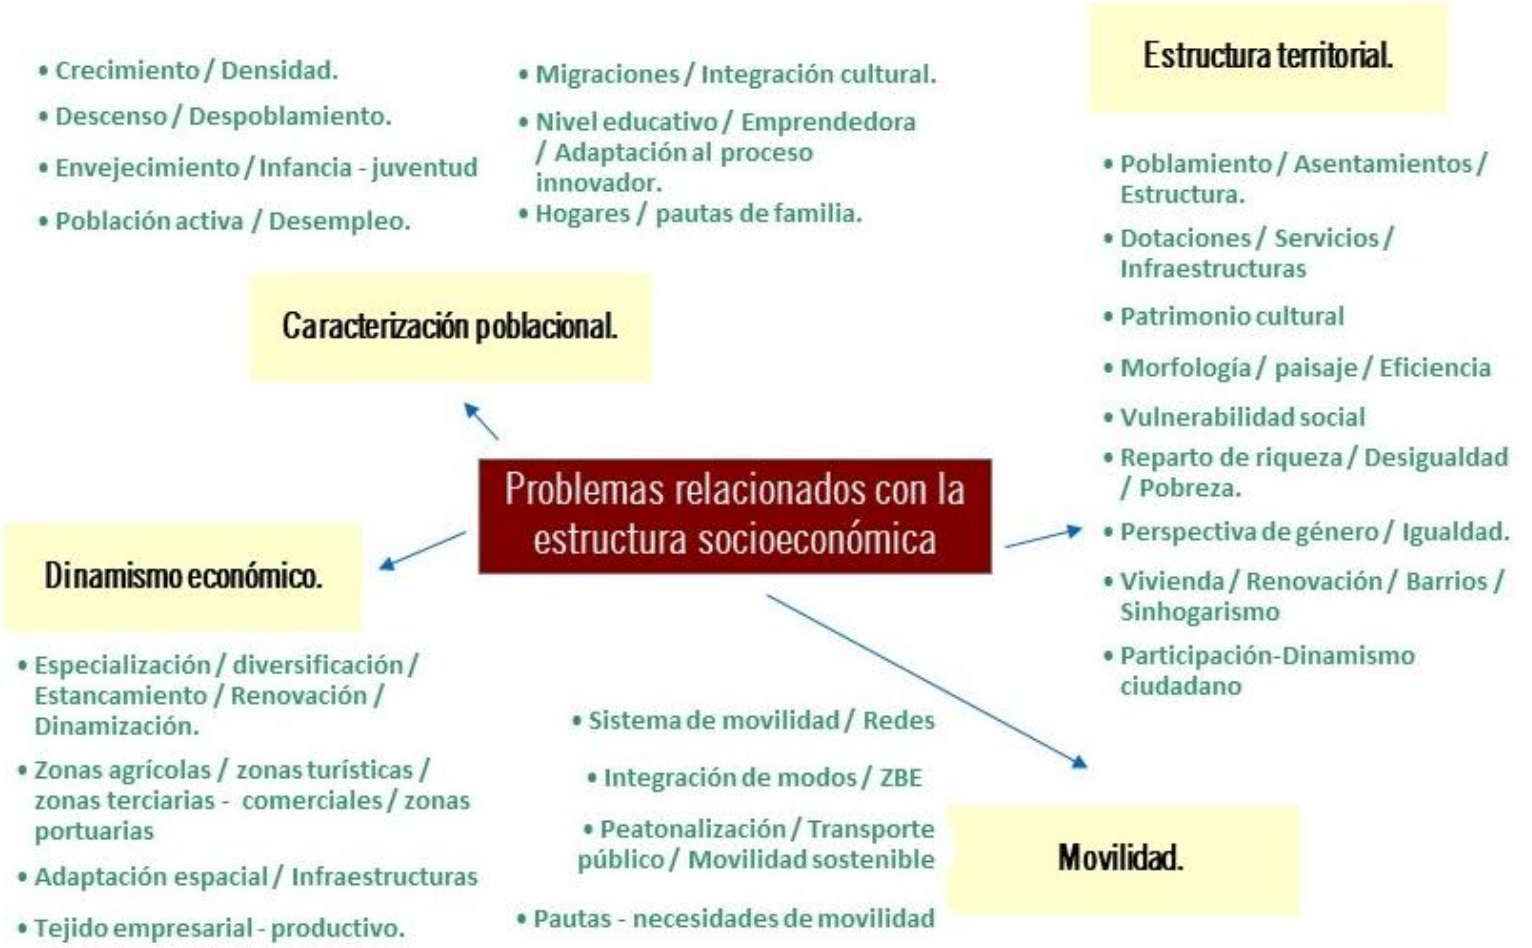 • Crecimiento / Densidad.
• Descenso / Despoblamiento.
• Envejecimiento / Infancia - juventud
• Población activa / Desempleo.
• Migraciones / Integración cultural.
• Nivel educativo / Emprendedora
/ Adaptación al proceso
innovador.
• Hogares / pautas de familia.
Caracterización poblacional.
Estructura territorial.
• Poblamiento / Asentamientos /
Estructura.
• Dotaciones / Servicios /
Infraestructuras
• Patrimonio cultural
• Morfología / paisaje / Eficiencia
• Vulnerabilidad social
• Reparto de riqueza / Desigualdad
/ Pobreza.
• Perspectiva de género / Igualdad.
• Vivienda / Renovación / Barrios /
Sinhogarismo
• Participación-Dinamismo
ciudadano
Problemas relacionados con la
estructura socioeconómica
Dinamismo económico.
• Especialización / diversificación /
Estancamiento / Renovación /
Dinamización.
• Zonas agrícolas / zonas turísticas /
zonas terciarias - comerciales / zonas
portuarias
• Adaptación espacial / Infraestructuras
• Tejido empresarial - productivo.
• Sistema de movilidad / Redes
• Integración de modos / ZBE
• Peatonalización / Transporte
público / Movilidad sostenible
• Pautas - necesidades de movilidad
Movilidad.